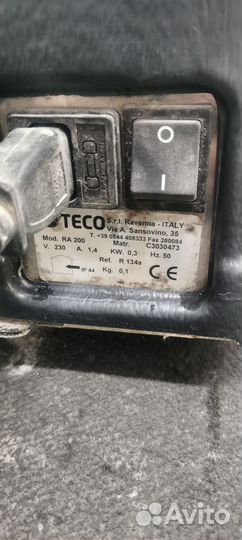 O
I
TECO S.r.l. Ravenna - ITALY
Via A. Sansovino, 35
T. +39 0544 408333 Fax 280084
Mod. RA 200 Matr. C3030473
V. 230 A. 1,4 KW. 0,3 Hz. 50
Ref. R 134a
IP 44 Kg. 0,1 CE
Avito